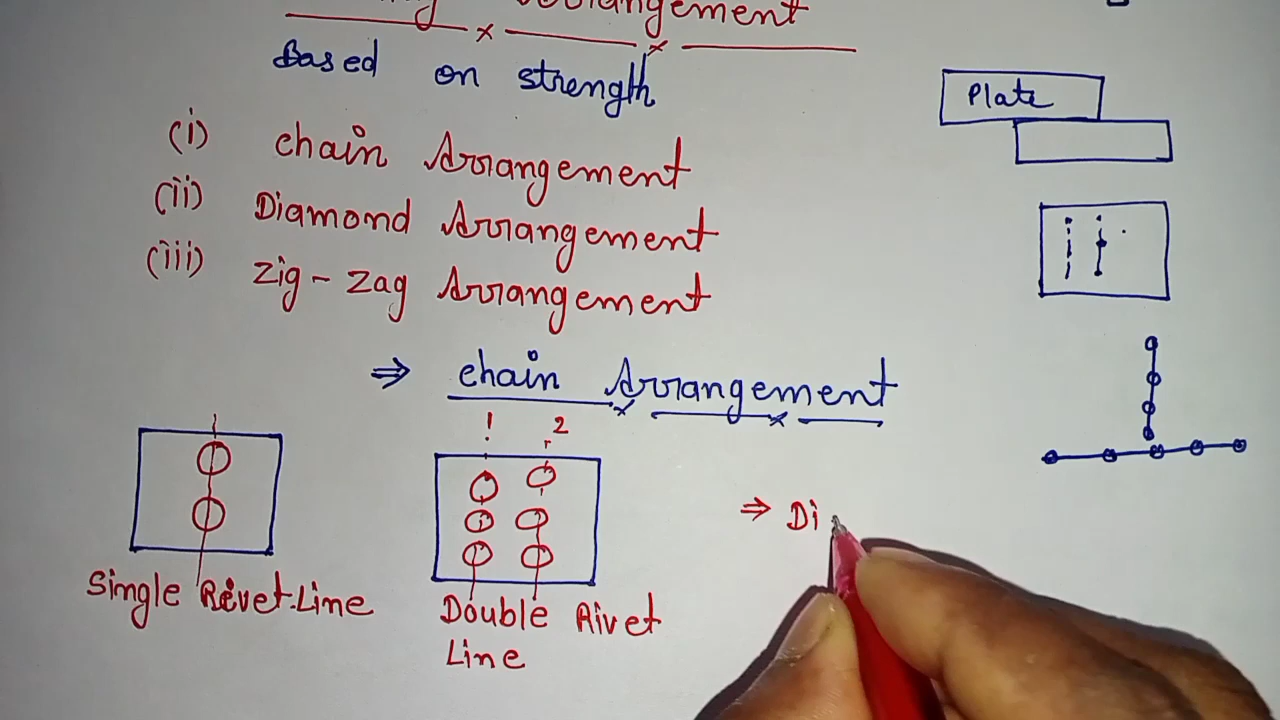 Arrangement
Based on strength
(i) chain Arrangement
(ii) Diamond Arrangement
(iii) Zig-Zag Arrangement
Plate
⇒ chain Arrangement
1 2
Single Rivet-Line
Double Rivet
Line
⇒ Di